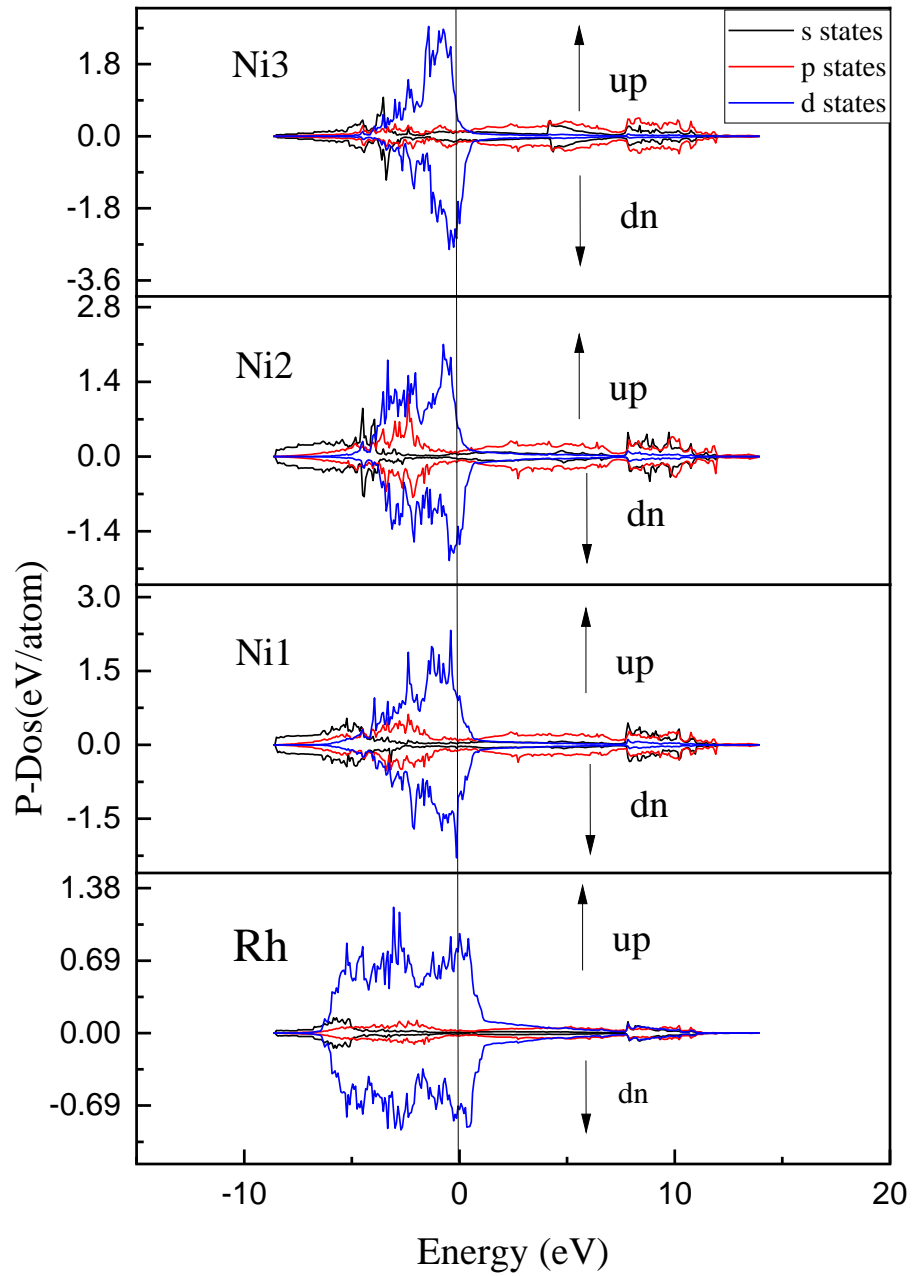 s states
p states
d states
Ni3
up
dn
1.8
0.0
-1.8
-3.6
Ni2
up
dn
2.8
1.4
0.0
-1.4
Ni1
up
dn
3.0
1.5
0.0
-1.5
Rh
up
dn
1.38
0.69
0.00
-0.69
P-Dos(eV/atom)
-10
0
10
20
Energy (eV)